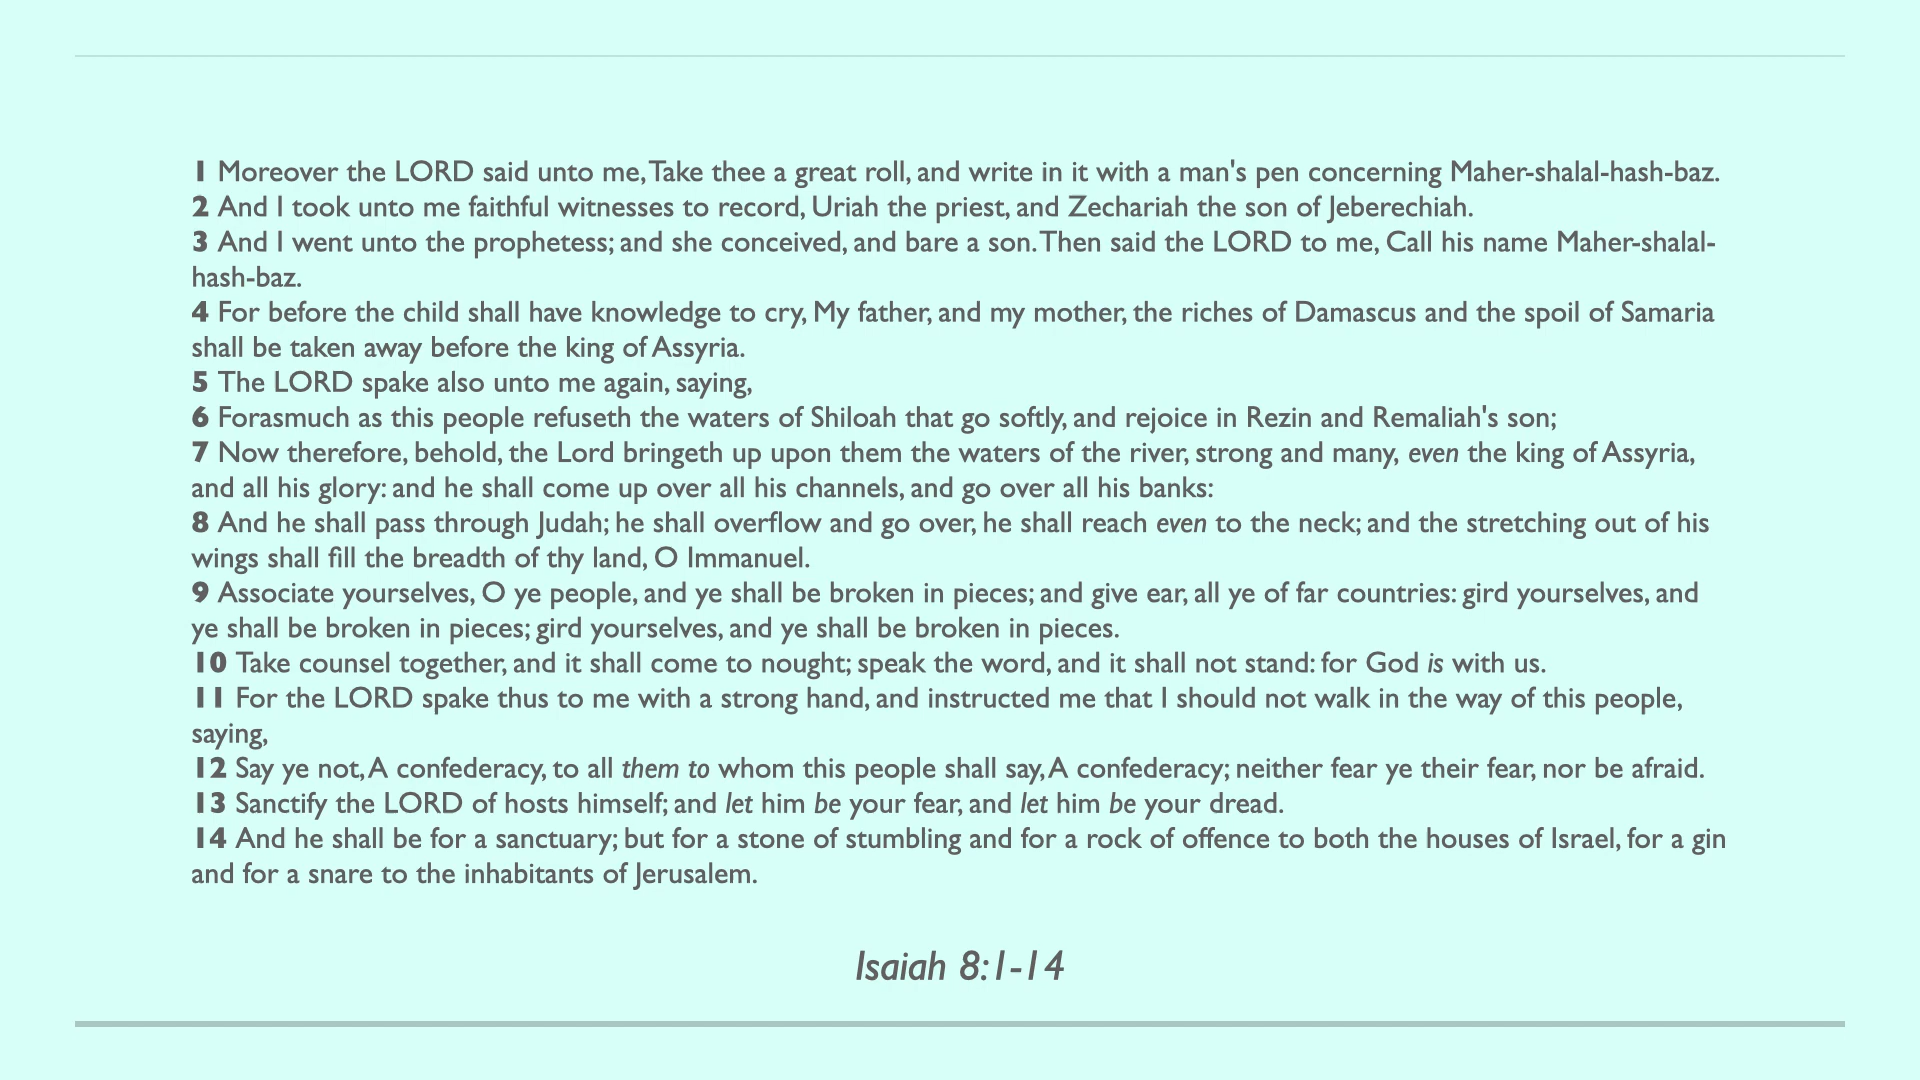 1 Moreover the LORD said unto me, Take thee a great roll, and write in it with a man's pen concerning Maher-shalal-hash-baz.
2 And I took unto me faithful witnesses to record, Uriah the priest, and Zechariah the son of Jeberechiah.
3 And I went unto the prophetess; and she conceived, and bare a son. Then said the LORD to me, Call his name Maher-shalal-
hash-baz.
4 For before the child shall have knowledge to cry, My father, and my mother, the riches of Damascus and the spoil of Samaria
shall be taken away before the king of Assyria.
5 The LORD spake also unto me again, saying,
6 Forasmuch as this people refuseth the waters of Shiloah that go softly, and rejoice in Rezin and Remaliah's son;
7 Now therefore, behold, the Lord bringeth up upon them the waters of the river, strong and many, even the king of Assyria,
and all his glory: and he shall come up over all his channels, and go over all his banks:
8 And he shall pass through Judah; he shall overflow and go over, he shall reach even to the neck; and the stretching out of his
wings shall fill the breadth of thy land, O Immanuel.
9 Associate yourselves, O ye people, and ye shall be broken in pieces; and give ear, all ye of far countries: gird yourselves, and
ye shall be broken in pieces; gird yourselves, and ye shall be broken in pieces.
10 Take counsel together, and it shall come to nought; speak the word, and it shall not stand: for God is with us.
11 For the LORD spake thus to me with a strong hand, and instructed me that I should not walk in the way of this people,
saying,
12 Say ye not, A confederacy, to all them to whom this people shall say, A confederacy; neither fear ye their fear, nor be afraid.
13 Sanctify the LORD of hosts himself; and let him be your fear, and let him be your dread.
14 And he shall be for a sanctuary; but for a stone of stumbling and for a rock of offence to both the houses of Israel, for a gin
and for a snare to the inhabitants of Jerusalem.
Isaiah 8:1-14